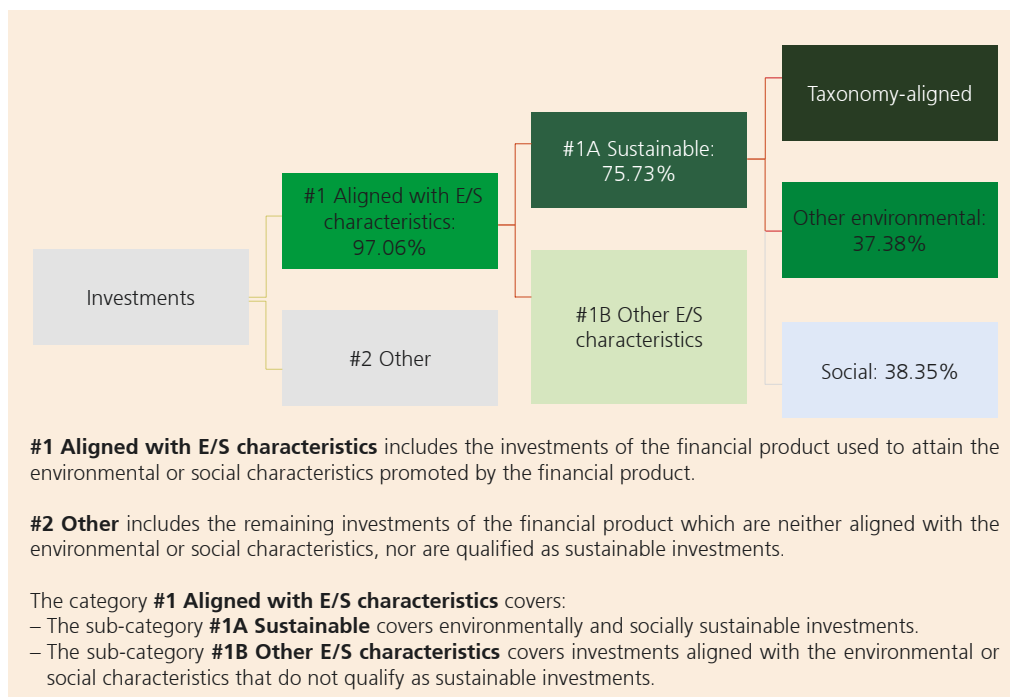 Taxonomy-aligned
#1A Sustainable:
75.73%
#1 Aligned with E/S
characteristics:
97.06%
Other environmental:
37.38%
Investments
#1B Other E/S
characteristics
#2 Other
Social: 38.35%
#1 Aligned with E/S characteristics includes the investments of the financial product used to attain the
environmental or social characteristics promoted by the financial product.
#2 Other includes the remaining investments of the financial product which are neither aligned with the
environmental or social characteristics, nor are qualified as sustainable investments.
The category #1 Aligned with E/S characteristics covers:
– The sub-category #1A Sustainable covers environmentally and socially sustainable investments.
– The sub-category #1B Other E/S characteristics covers investments aligned with the environmental or
social characteristics that do not qualify as sustainable investments.